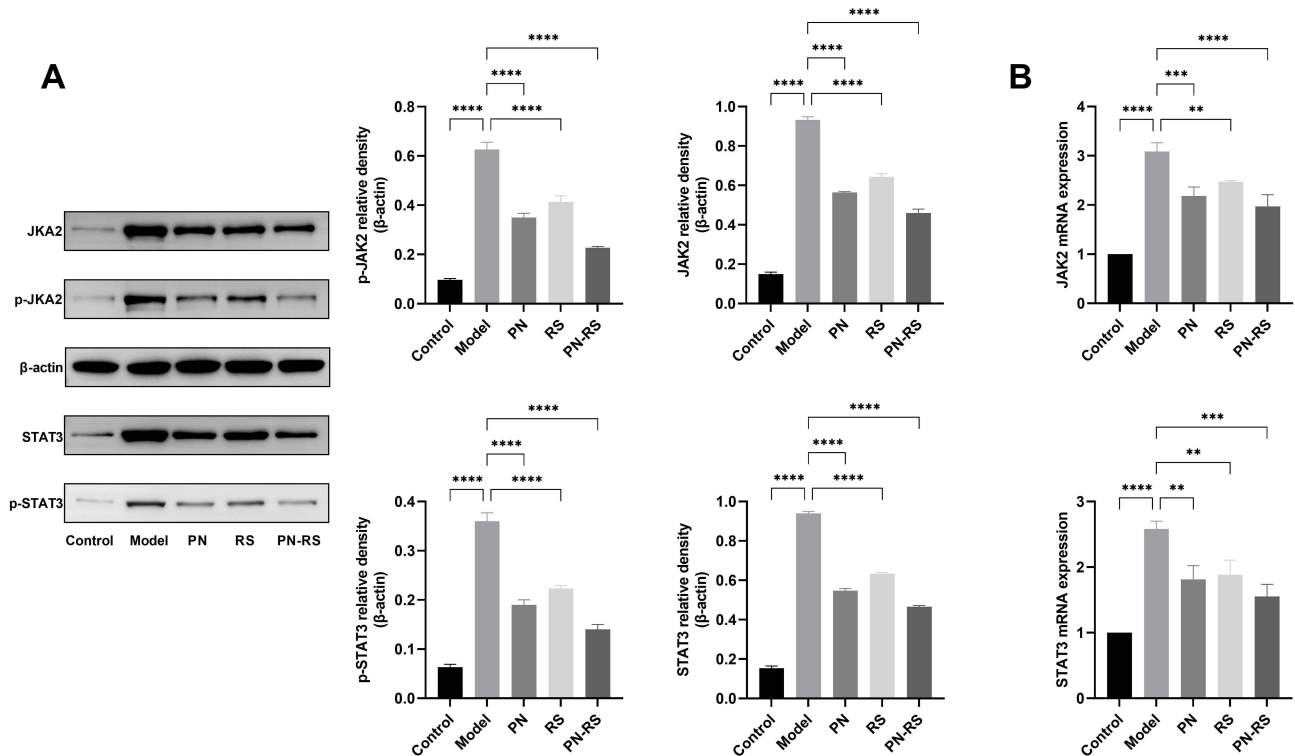 A
JKA2
p-JKA2
β-actin
STAT3
p-STAT3
Control Model PN RS PN-RS
****
****
**** ****
p-JAK2 relative density
(β-actin)
0.8
0.6
0.4
0.2
0.0
Control Model PN RS PN-RS
****
****
**** ****
JAK2 relative density
(β-actin)
1.0
0.8
0.6
0.4
0.2
0.0
Control Model PN RS PN-RS
****
****
**** ****
p-STAT3 relative density
(β-actin)
0.4
0.3
0.2
0.1
0.0
Control Model PN RS PN-RS
****
****
**** ****
STAT3 relative density
(β-actin)
1.0
0.8
0.6
0.4
0.2
0.0
Control Model PN RS PN-RS
B
****
***
**** **
JAK2 mRNA expression
4
3
2
1
0
Control Model PN RS PN-RS
***
**
**** **
STAT3 mRNA expression
3
2
1
0
Control Model PN RS PN-RS